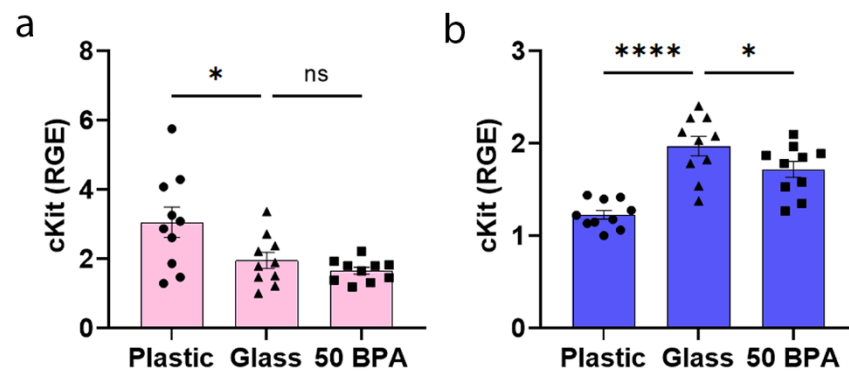 a
cKit (RGE)
8
6
4
2
0
*
ns
Plastic Glass 50 BPA
b
cKit (RGE)
3
2
1
0
****
*
Plastic Glass 50 BPA